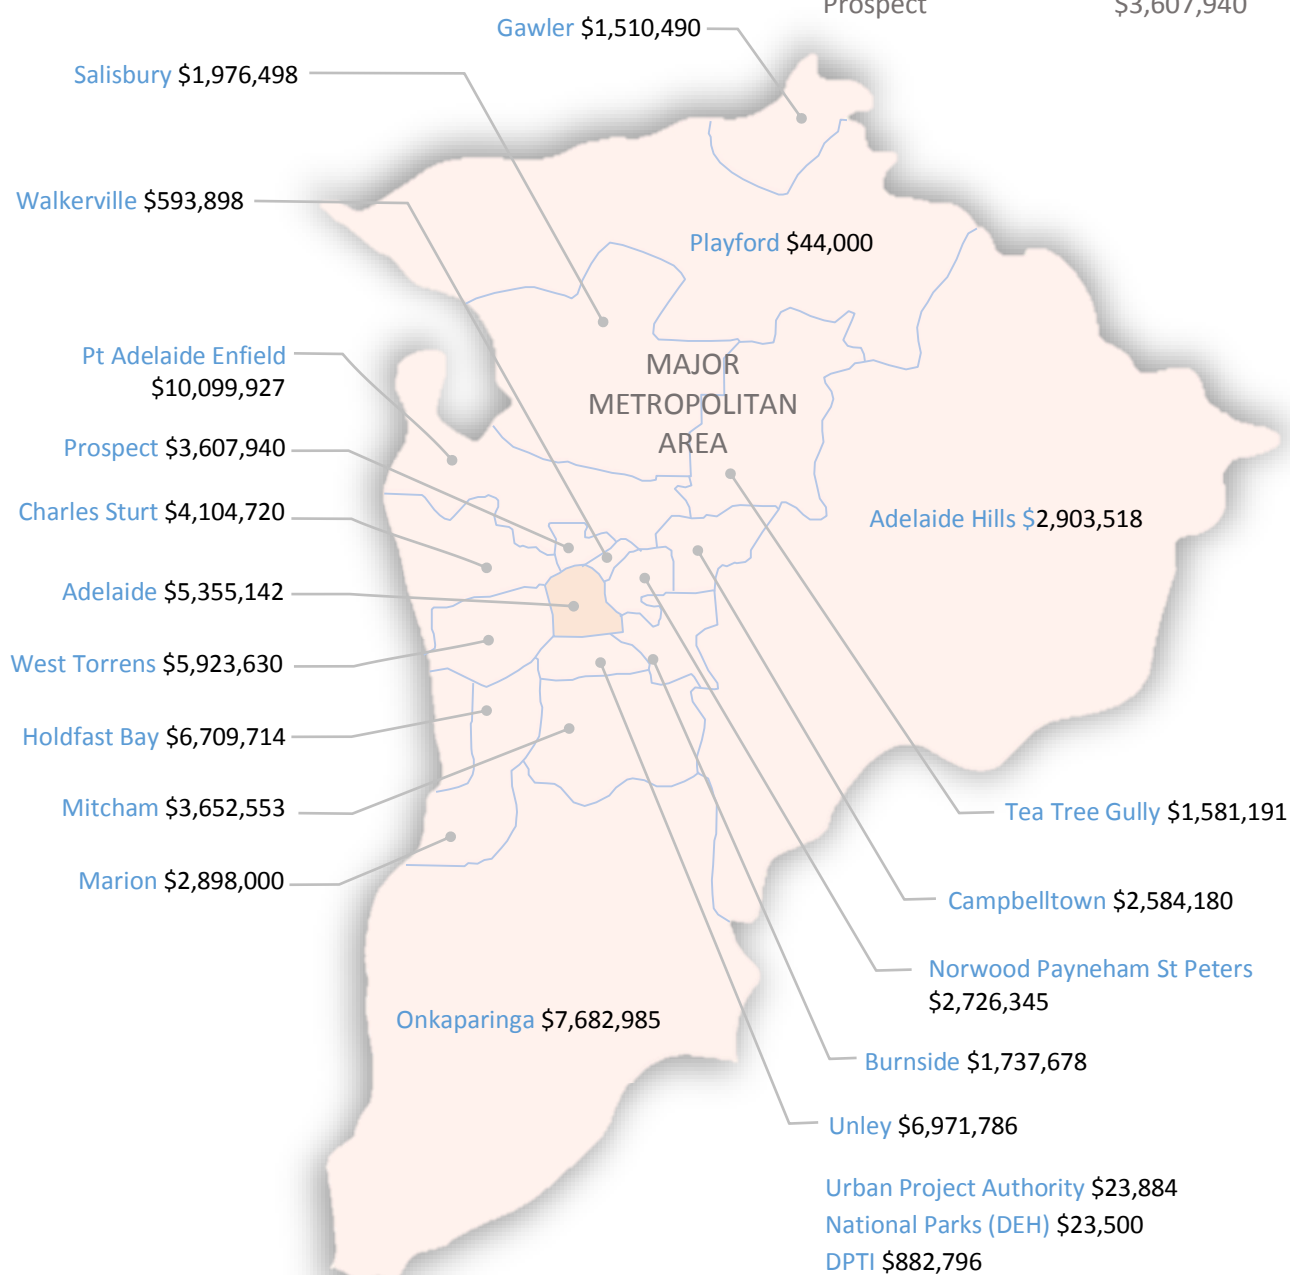 Prospect $3,607,940
Gawler $1,510,490
Salisbury $1,976,498
Walkerville $593,898
Playford $44,000
Pt Adelaide Enfield
$10,099,927
MAJOR
METROPOLITAN
AREA
Prospect $3,607,940
Charles Sturt $4,104,720
Adelaide Hills $2,903,518
Adelaide $5,355,142
West Torrens $5,923,630
Holdfast Bay $6,709,714
Mitcham $3,652,553
Tea Tree Gully $1,581,191
Marion $2,898,000
Campbelltown $2,584,180
Norwood Payneham St Peters
$2,726,345
Onkaparinga $7,682,985
Burnside $1,737,678
Unley $6,971,786
Urban Project Authority $23,884
National Parks (DEH) $23,500
DPTI $882,796